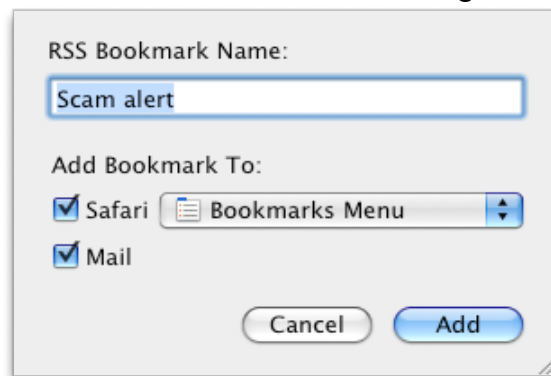 RSS Bookmark Name:
Scam alert
Add Bookmark To:
Safari Bookmarks Menu
Mail
Cancel Add